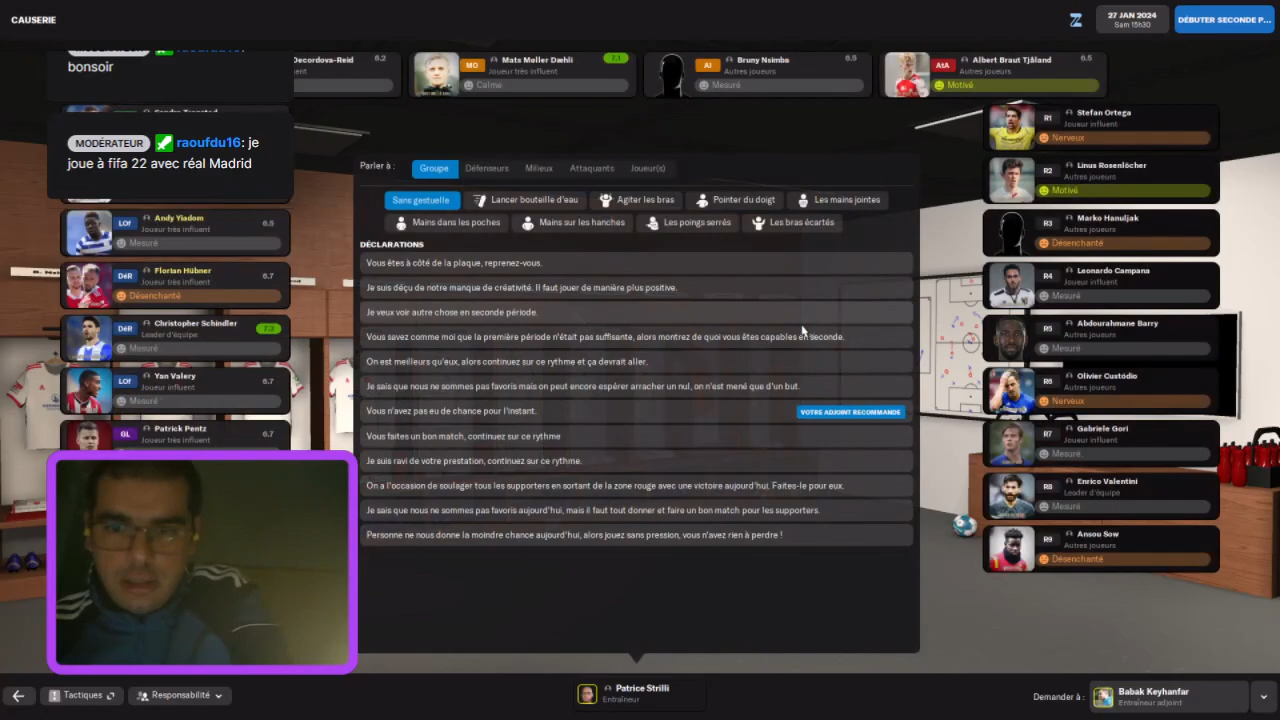 CAUSERIE
27 JAN 2024
Sam 15h30
DÉBUTER SECONDE P...
bonsoir
Decordova-Reid
6.2
MO
Mats Møller Dæhli
7.1
Joueur très influent
Calme
AI
Bruny Nsimba
6.5
Autres joueurs
Mesuré
AtA
Albert Braut Tjåland
6.5
Autres joueurs
Motivé
MODÉRATEUR raoufdu16: je
joue à fifa 22 avec réal Madrid
LOf
Andy Yiadom
6.5
Joueur très influent
Mesuré
DéR
Florian Hübner
6.7
Joueur très influent
Désenchanté
DéR
Christopher Schindler
7.3
Leader d'équipe
Mesuré
LOf
Yan Valery
6.7
Joueur influent
Mesuré
GL
Patrick Pentz
6.7
Joueur très influent
Parler à :
Groupe
Défenseurs
Milieux
Attaquants
Joueur(s)
Sans gestuelle
Lancer bouteille d'eau
Agiter les bras
Pointer du doigt
Les mains jointes
Mains dans les poches
Mains sur les hanches
Les poings serrés
Les bras écartés
DÉCLARATIONS
Vous êtes à côté de la plaque, reprenez-vous.
Je suis déçu de notre manque de créativité. Il faut jouer de manière plus positive.
Je veux voir autre chose en seconde période.
Vous savez comme moi que la première période n'était pas suffisante, alors montrez de quoi vous êtes capables en seconde.
On est meilleurs qu'eux, alors continuez sur ce rythme et ça devrait aller.
Je sais que nous ne sommes pas favoris mais on peut encore espérer arracher un nul, on n'est mené que d'un but.
Vous n'avez pas eu de chance pour l'instant.
VOTRE ADJOINT RECOMMANDE
Vous faites un bon match, continuez sur ce rythme
Je suis ravi de votre prestation, continuez sur ce rythme.
On a l'occasion de soulager tous les supporters en sortant de la zone rouge avec une victoire aujourd'hui. Faites-le pour eux.
Je sais que nous ne sommes pas favoris aujourd'hui, mais il faut tout donner et faire un bon match pour les supporters.
Personne ne nous donne la moindre chance aujourd'hui, alors jouez sans pression, vous n'avez rien à perdre !
R1
Stefan Ortega
Joueur influent
Nerveux
R2
Linus Rosenlöcher
Autres joueurs
Motivé
R3
Marko Hanuljak
Autres joueurs
Désenchanté
R4
Leonardo Campana
Autres joueurs
Mesuré
R5
Abdourahmane Barry
Autres joueurs
Mesuré
R6
Olivier Custódio
Autres joueurs
Nerveux
R7
Gabriele Gori
Joueur influent
Mesuré
R8
Enrico Valentini
Leader d'équipe
Mesuré
R9
Ansou Sow
Autres joueurs
Désenchanté
Tactiques
Responsabilité
Patrice Strilli
Entraîneur
Demander à :
Babak Keyhanfar
Entraîneur adjoint